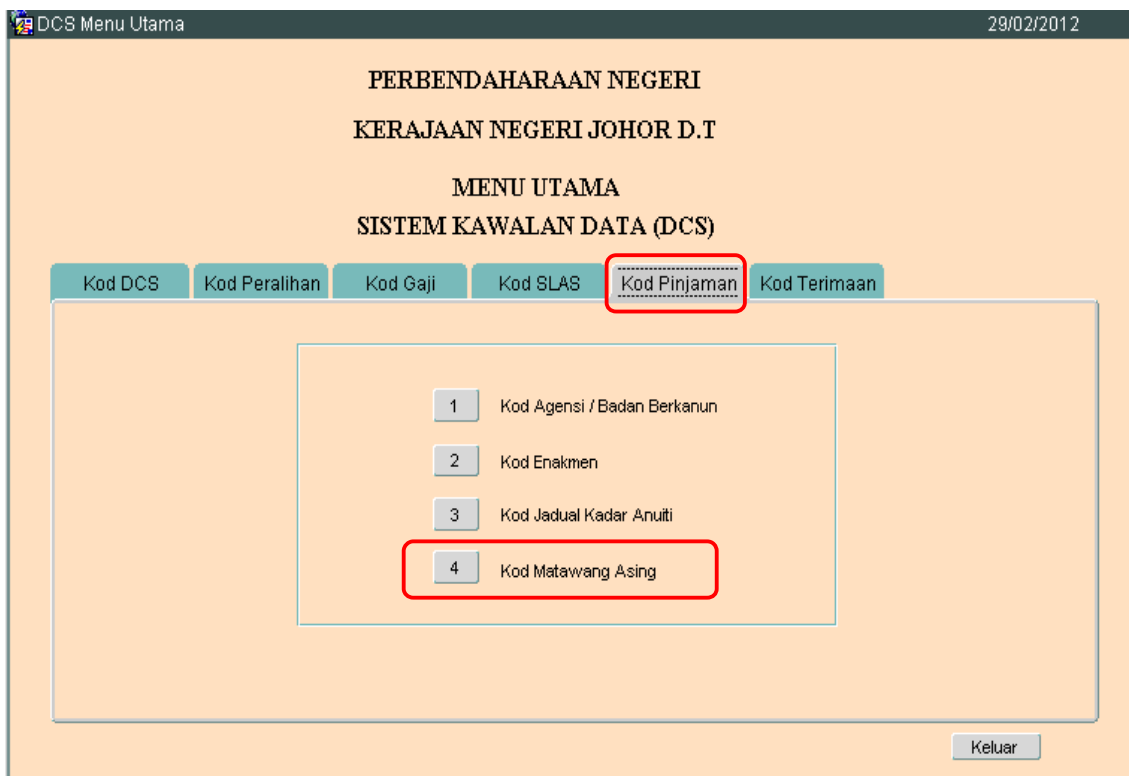 DCS Menu Utama 29/02/2012
PERBENDAHARAAN NEGERI
KERAJAAN NEGERI JOHOR D.T
MENU UTAMA
SISTEM KAWALAN DATA (DCS)
Kod DCS Kod Peralihan Kod Gaji Kod SLAS Kod Pinjaman Kod Terimaan
1 Kod Agensi / Badan Berkanun
2 Kod Enakmen
3 Kod Jadual Kadar Anuiti
4 Kod Matawang Asing
Keluar